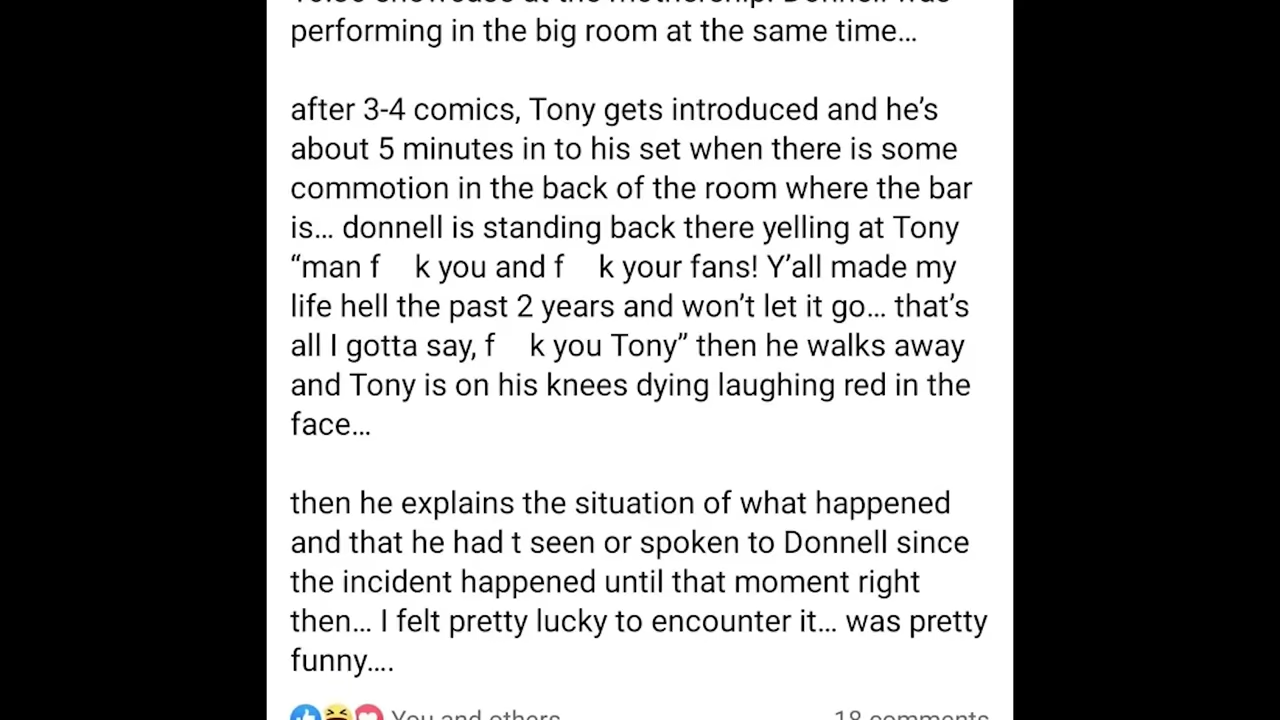 performing in the big room at the same time…
after 3-4 comics, Tony gets introduced and he’s
about 5 minutes in to his set when there is some
commotion in the back of the room where the bar
is… donnell is standing back there yelling at Tony
“man f k you and f k your fans! Y’all made my
life hell the past 2 years and won’t let it go… that’s
all I gotta say, f k you Tony” then he walks away
and Tony is on his knees dying laughing red in the
face…
then he explains the situation of what happened
and that he had t seen or spoken to Donnell since
the incident happened until that moment right
then… I felt pretty lucky to encounter it… was pretty
funny….
You and others
18 comments